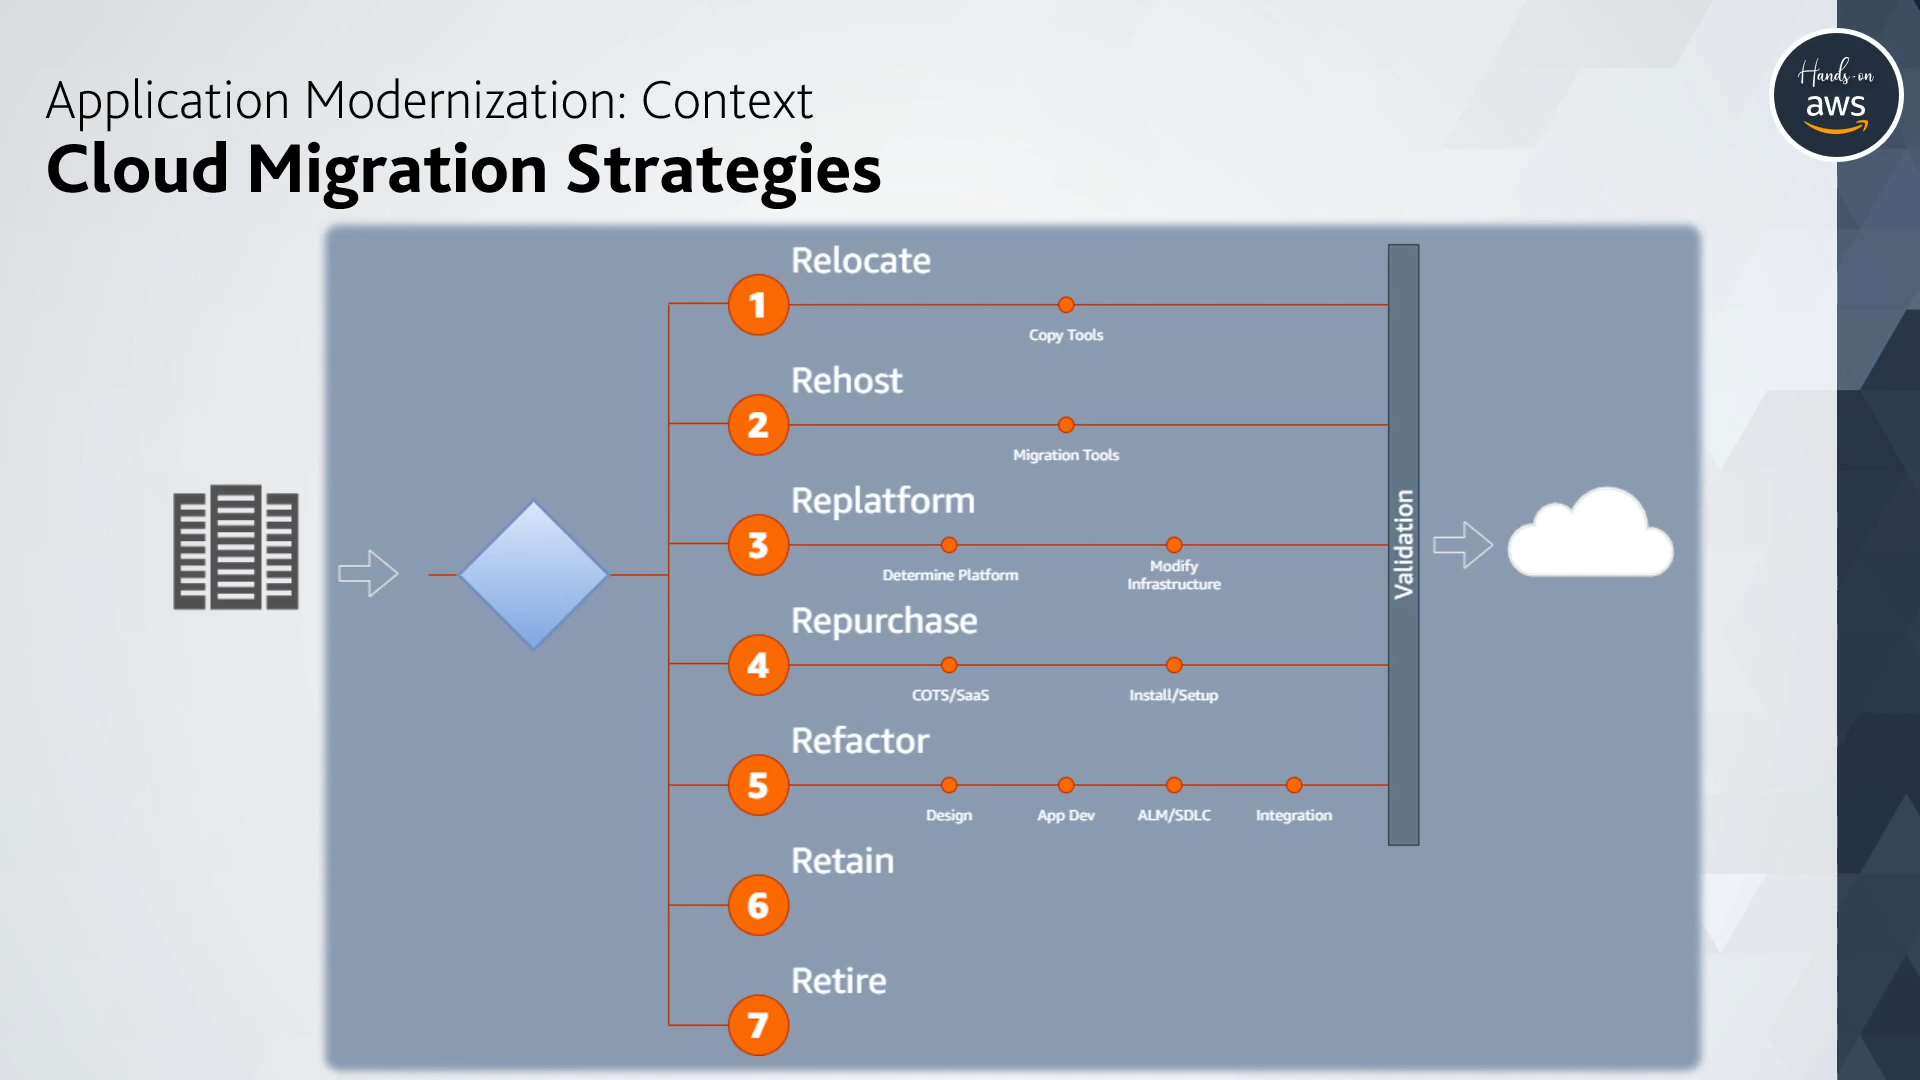 Application Modernization: Context
Cloud Migration Strategies
Hands-on
aws
Relocate
1
Copy Tools
Rehost
2
Migration Tools
Replatform
3
Determine Platform
Modify
Infrastructure
Repurchase
4
COTS/SaaS
Install/Setup
Refactor
5
Design
App Dev
ALM/SDLC
Integration
Retain
6
Retire
7
Validation